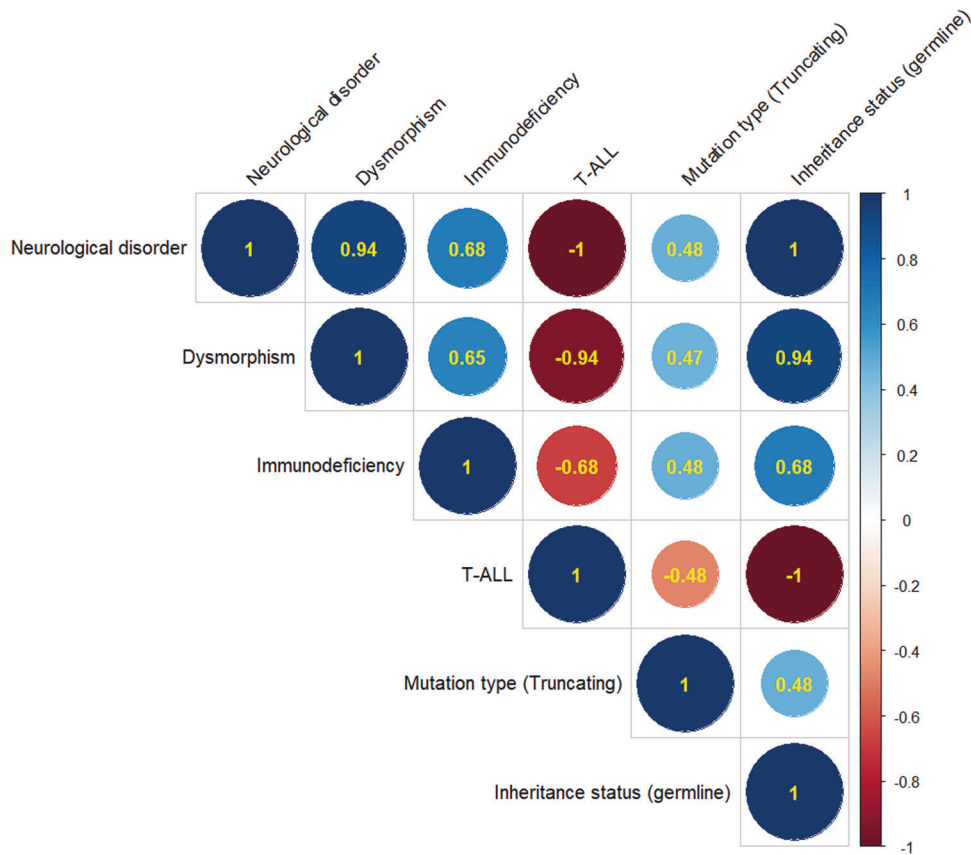 Neurological disorder
Dysmorphism
Immunodeficiency
T-ALL
Mutation type (Truncating)
Inheritance status (germline)
Neurological disorder 1 0.94 0.68 -1 0.48 1
Dysmorphism 1 0.65 -0.94 0.47 0.94
Immunodeficiency 1 -0.68 0.48 0.68
T-ALL 1 -0.48 -1
Mutation type (Truncating) 1 0.48
Inheritance status (germline) 1
1
0.8
0.6
0.4
0.2
0
-0.2
-0.4
-0.6
-0.8
-1